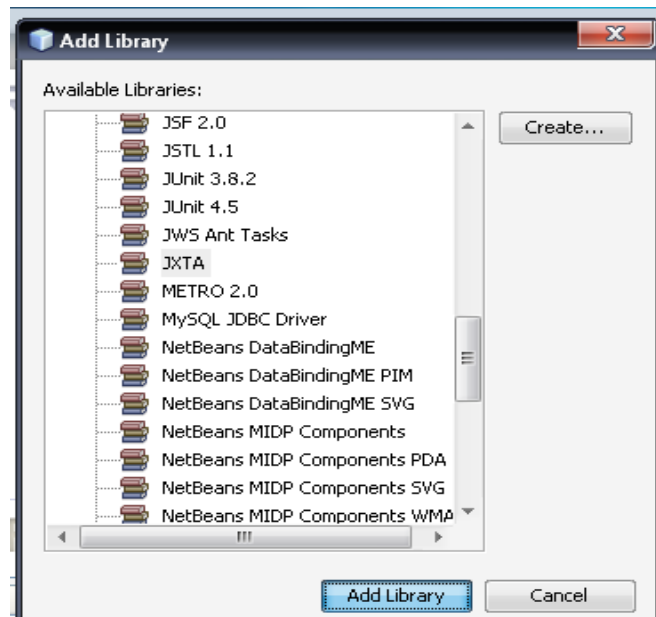 Add Library
Available Libraries:
JSF 2.0
Create...
JSTL 1.1
JUnit 3.8.2
JUnit 4.5
JWS Ant Tasks
JXTA
METRO 2.0
MySQL JDBC Driver
NetBeans DataBindingME
NetBeans DataBindingME PIM
NetBeans DataBindingME SVG
NetBeans MIDP Components
NetBeans MIDP Components PDA
NetBeans MIDP Components SVG
NetBeans MIDP Components WMA
Add Library
Cancel